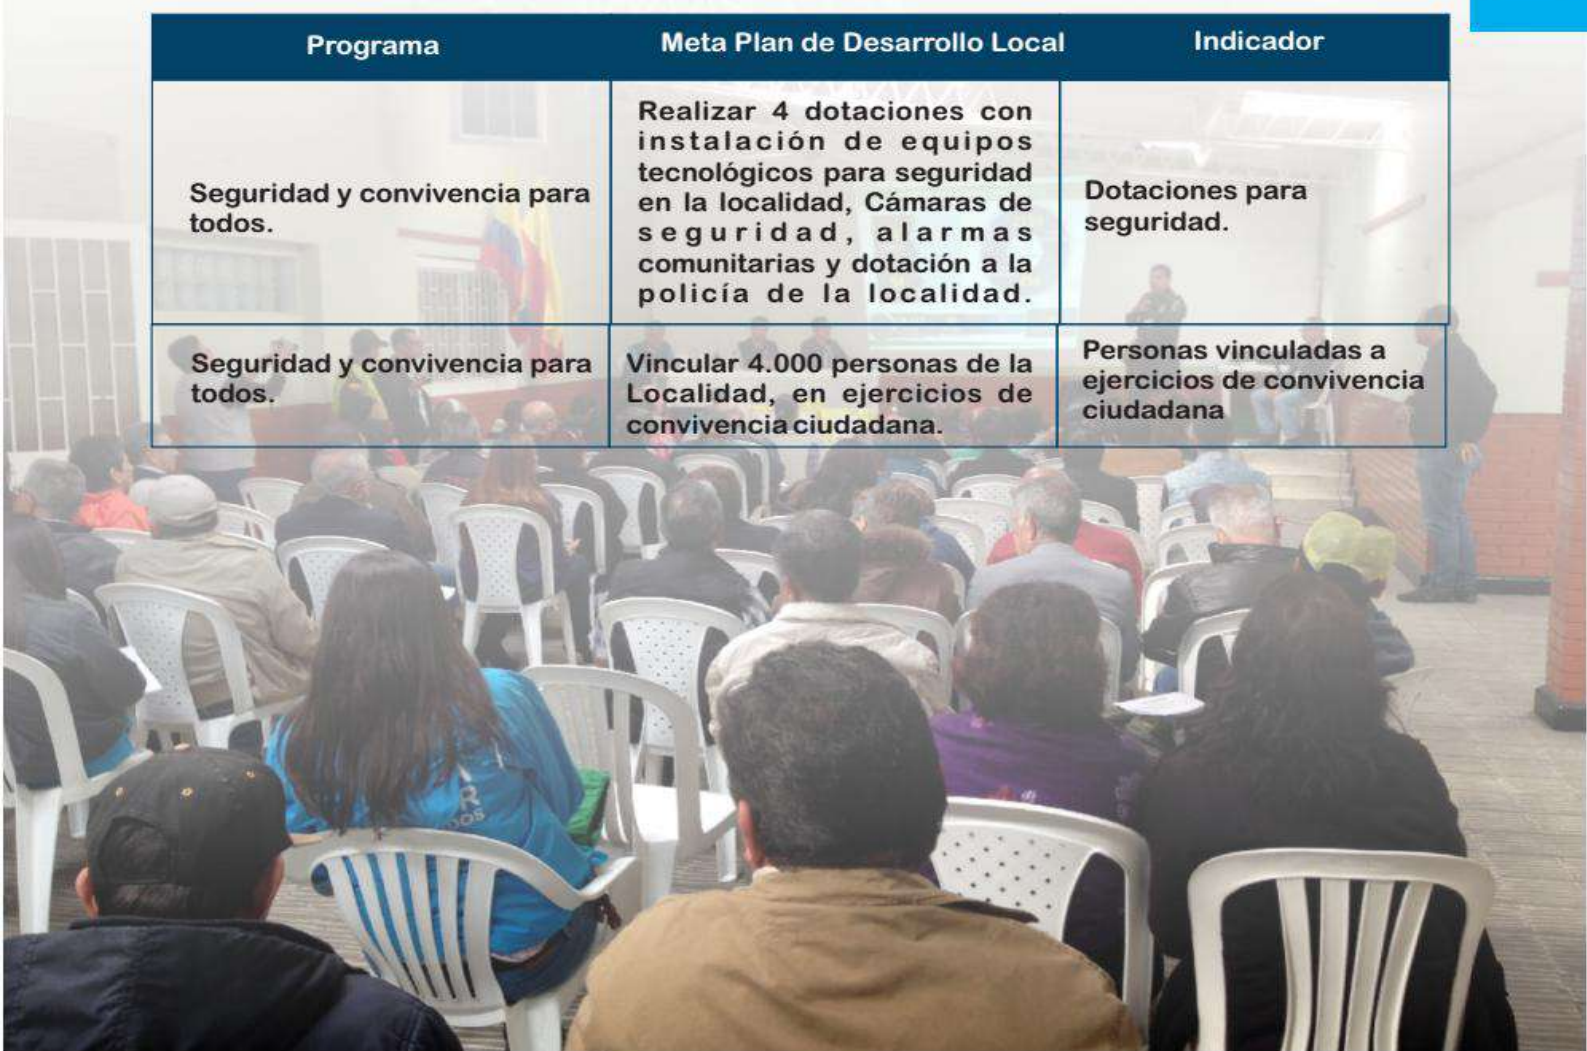 Programa
Meta Plan de Desarrollo Local
Indicador
Seguridad y convivencia para
todos.
Realizar 4 dotaciones con
instalación de equipos
tecnológicos para seguridad
en la localidad, Cámaras de
seguridad, alarmas
comunitarias y dotación a la
policía de la localidad.
Dotaciones para
seguridad.
Seguridad y convivencia para
todos.
Vincular 4.000 personas de la
Localidad, en ejercicios de
convivencia ciudadana.
Personas vinculadas a
ejercicios de convivencia
ciudadana